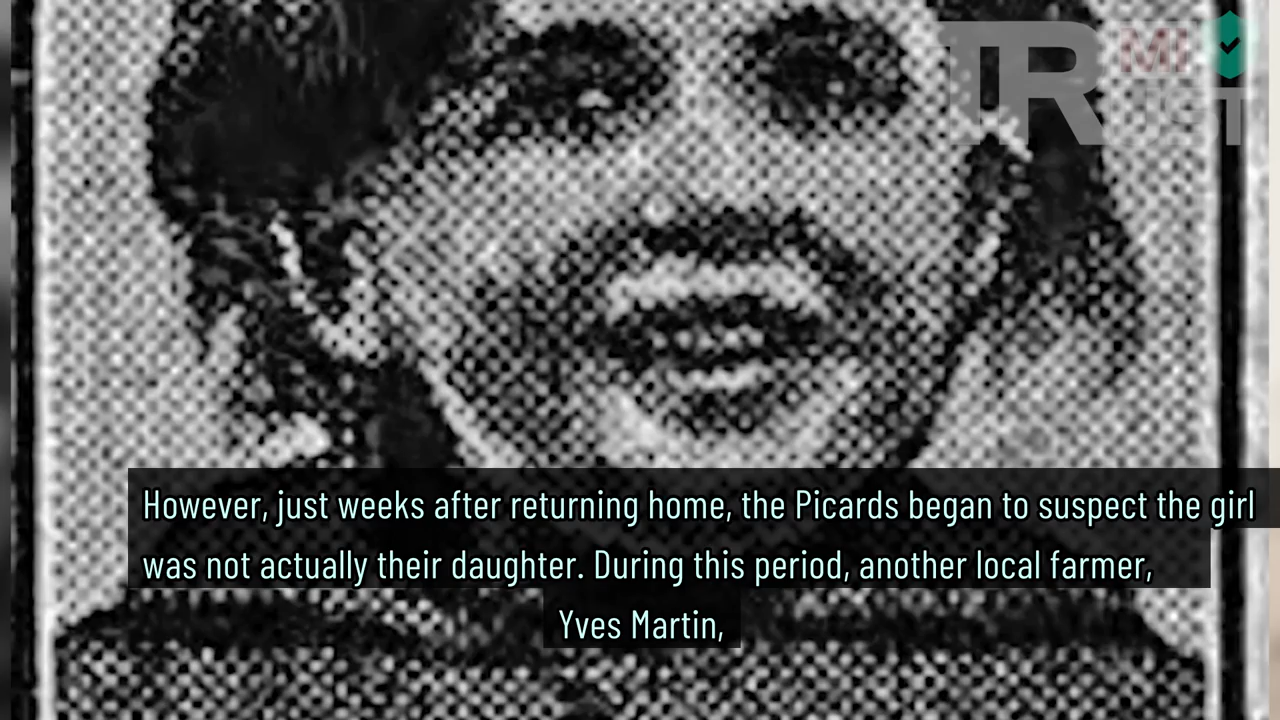 However, just weeks after returning home, the Picards began to suspect the girl
was not actually their daughter. During this period, another local farmer,
Yves Martin,